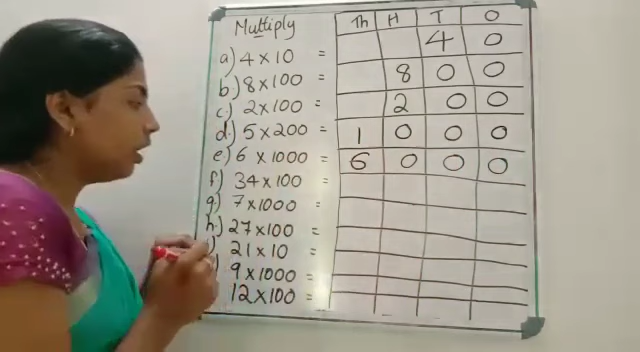 Multiply Th H T O
a) 4 × 10 = 4 0
b) 8 × 100 = 8 0 0
c) 2 × 100 = 2 0 0
d) 5 × 200 = 1 0 0 0
e) 6 × 1000 = 6 0 0 0
f) 34 × 100 =
g) 7 × 1000 =
h) 27 × 100 =
) 21 × 10 =
) 9 × 1000 =
12 × 100 =